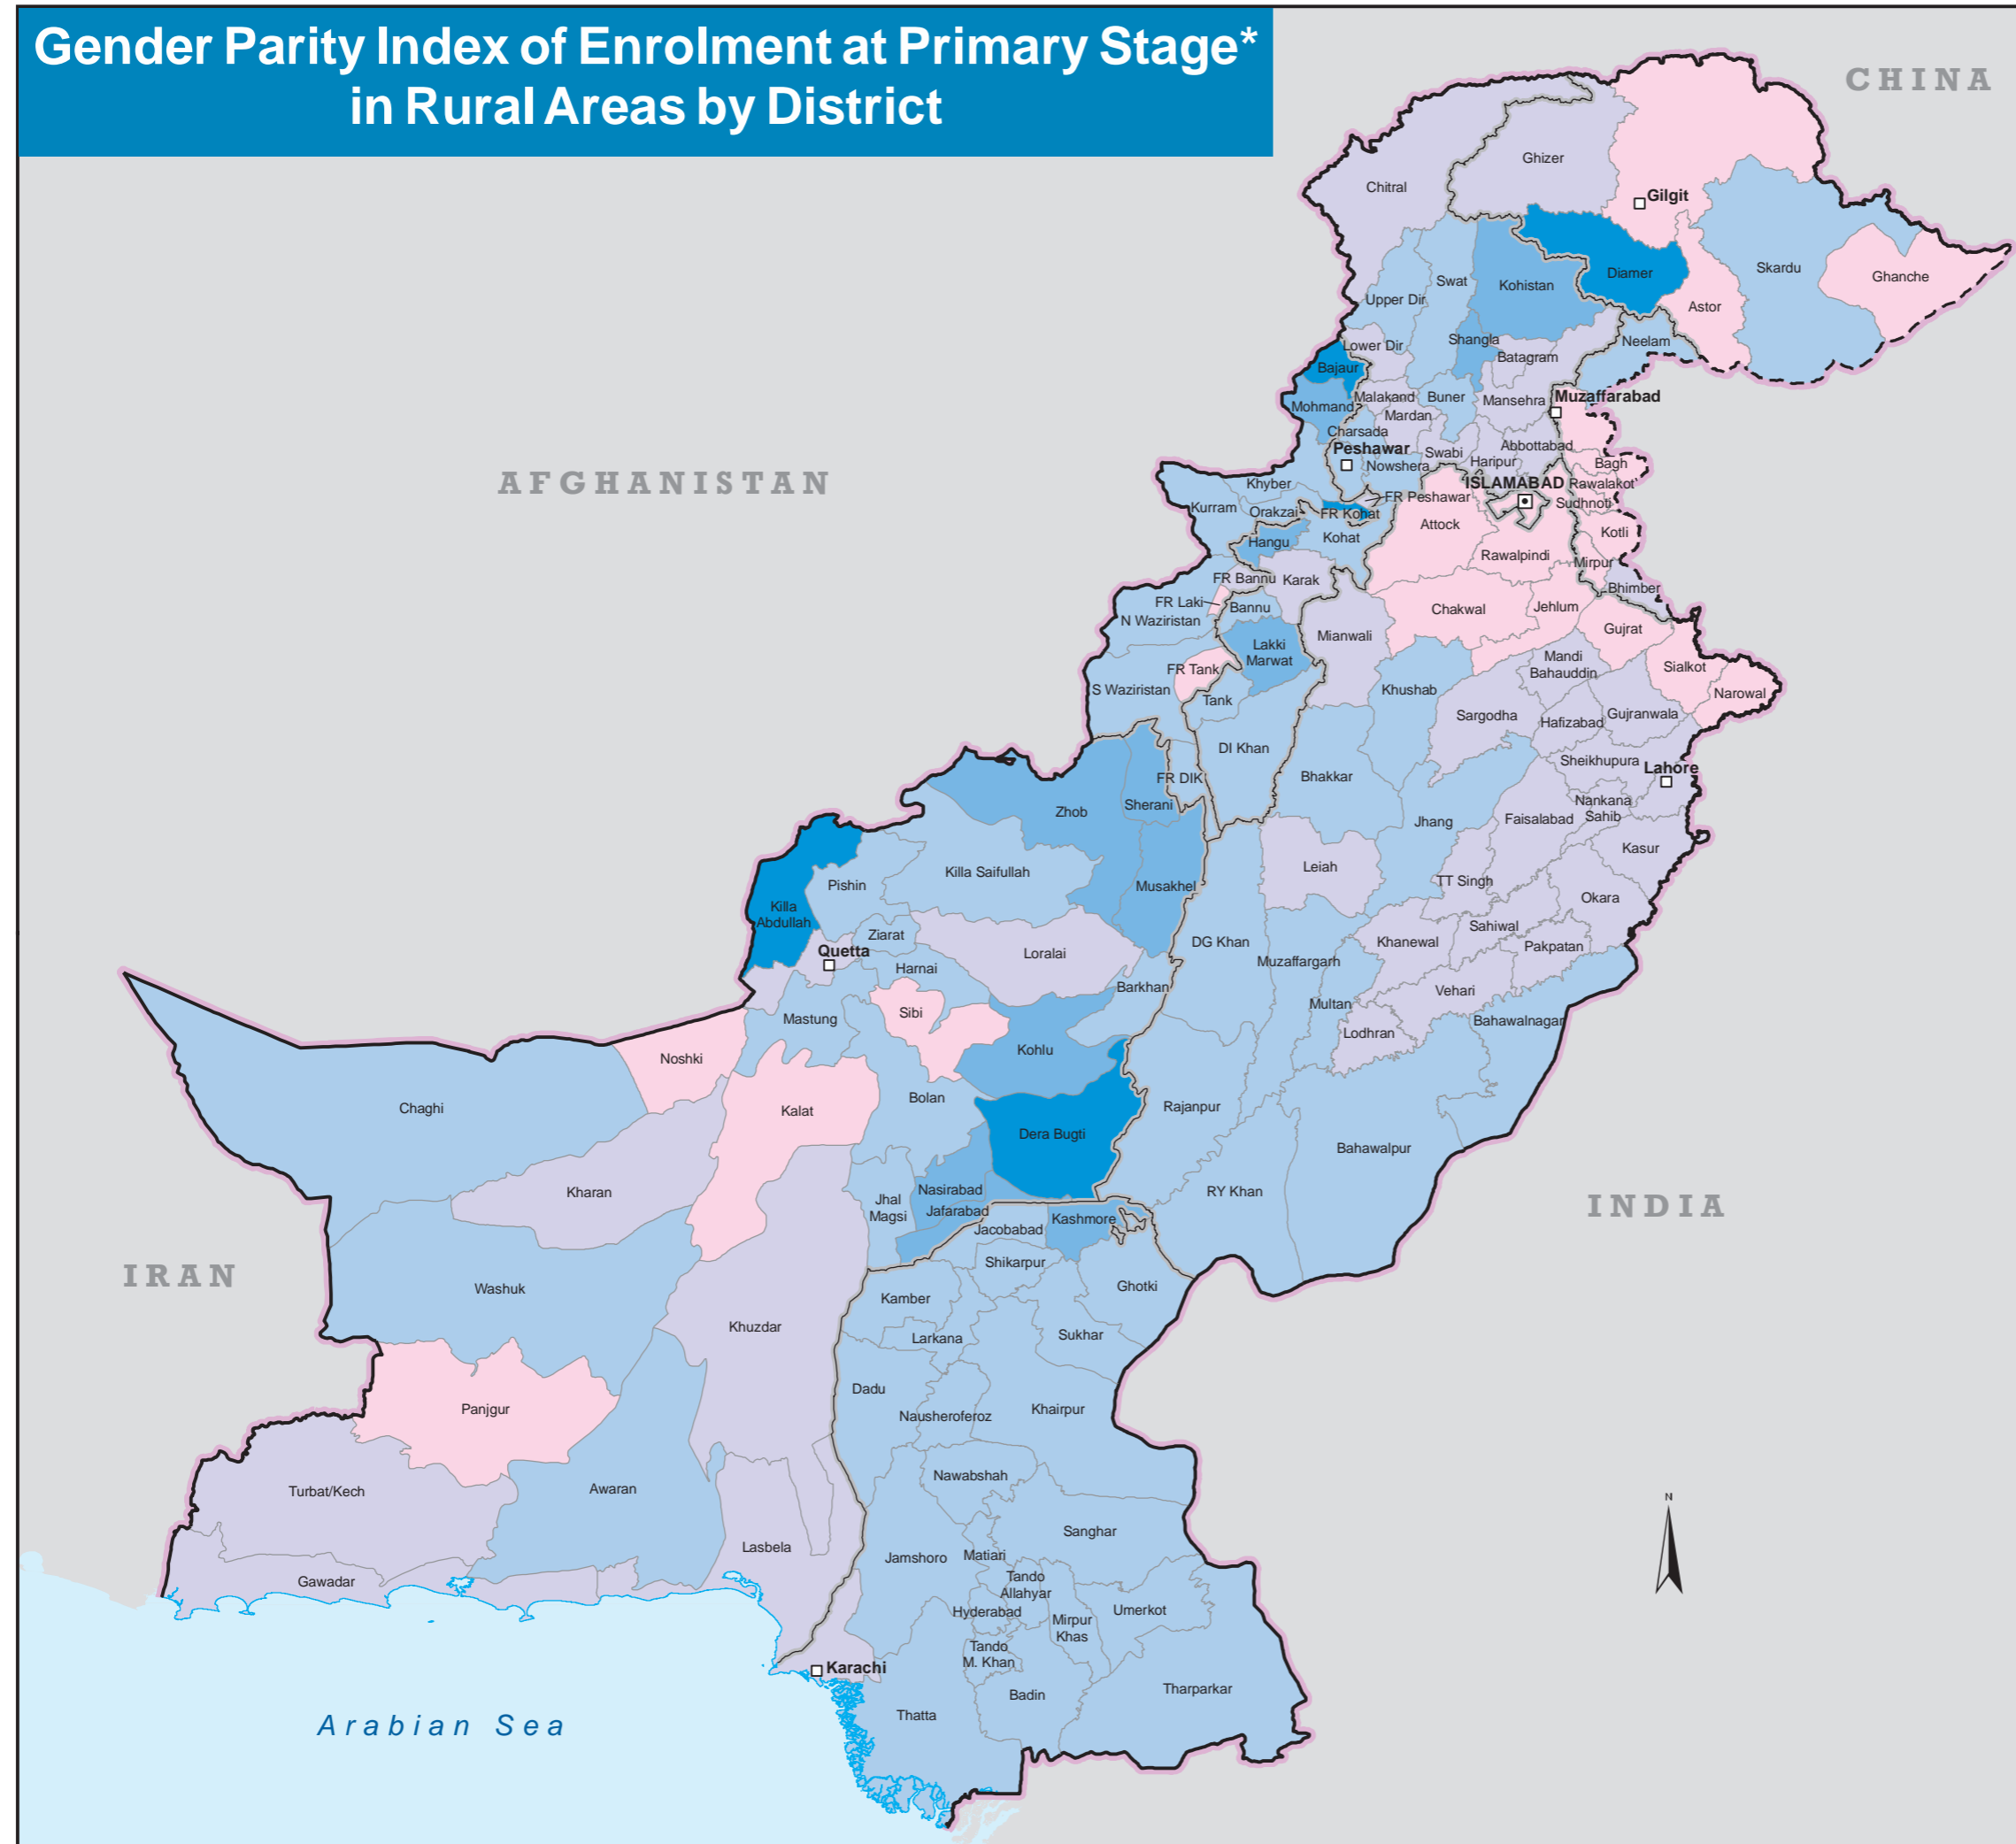 Gender Parity Index of Enrolment at Primary Stage*
in Rural Areas by District
CHINA
Ghizer
Chitral
Gilgit
Diamer
Skardu
Ghanche
Swat
Kohistan
Upper Dir
Astor
Shangla
Neelam
Lower Dir
Batagram
Bajaur
Malakand
Buner
Mansehra
Muzaffarabad
Mohmand
Mardan
Charsada
Abbottabad
Peshawar
Swabi
Haripur
Bagh
Nowshera
AFGHANISTAN
Khyber
ISLAMABAD
Rawalakot
FR Peshawar
Sudhnoti
Kurram
Orakzai
FR Kohat
Attock
Kotli
Hangu
Kohat
Rawalpindi
Mirpur
FR Bannu
Karak
Bhimber
FR Laki
Bannu
Chakwal
Jehlum
N Waziristan
Gujrat
Mianwali
Lakki
Marwat
Mandi
Bahauddin
FR Tank
Sialkot
S Waziristan
Khushab
Narowal
Tank
Sargodha
Hafizabad
Gujranwala
DI Khan
Sheikhupura
Lahore
FR DIK
Bhakkar
Sherani
Zhob
Nankana
Sahib
Jhang
Faisalabad
Kasur
Leiah
Killa Saifullah
Pishin
Musakhel
TT Singh
Okara
Killa
Abdullah
Ziarat
Sahiwal
Quetta
Loralai
DG Khan
Khanewal
Pakpatan
Harnai
Muzaffargarh
Barkhan
Vehari
Multan
Sibi
Mastung
Lodhran
Bahawalnagar
Noshki
Kohlu
Bolan
Chaghi
Kalat
Rajanpur
Dera Bugti
Bahawalpur
Kharan
Nasirabad
RY Khan
Jhal
Magsi
Jafarabad
INDIA
Kashmore
Jacobabad
Shikarpur
IRAN
Ghotki
Washuk
Kamber
Khuzdar
Larkana
Sukhar
Dadu
Panjgur
Nausheroferoz
Khairpur
Nawabshah
Turbat/Kech
Awaran
N
Sanghar
Lasbela
Jamshoro
Matiari
Gawadar
Tando
Allahyar
Hyderabad
Umerkot
Mirpur
Khas
Tando
M. Khan
Karachi
Badin
Tharparkar
Thatta
Arabian Sea